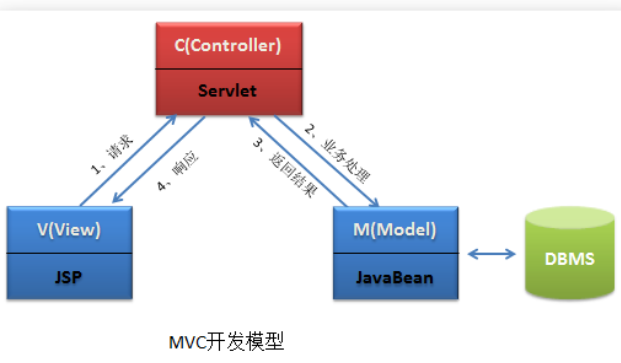 C(Controller)
Servlet
1、请求
4、响应
3、返回结果
2、业务处理
V(View)
JSP
M(Model)
JavaBean
DBMS
MVC开发模型